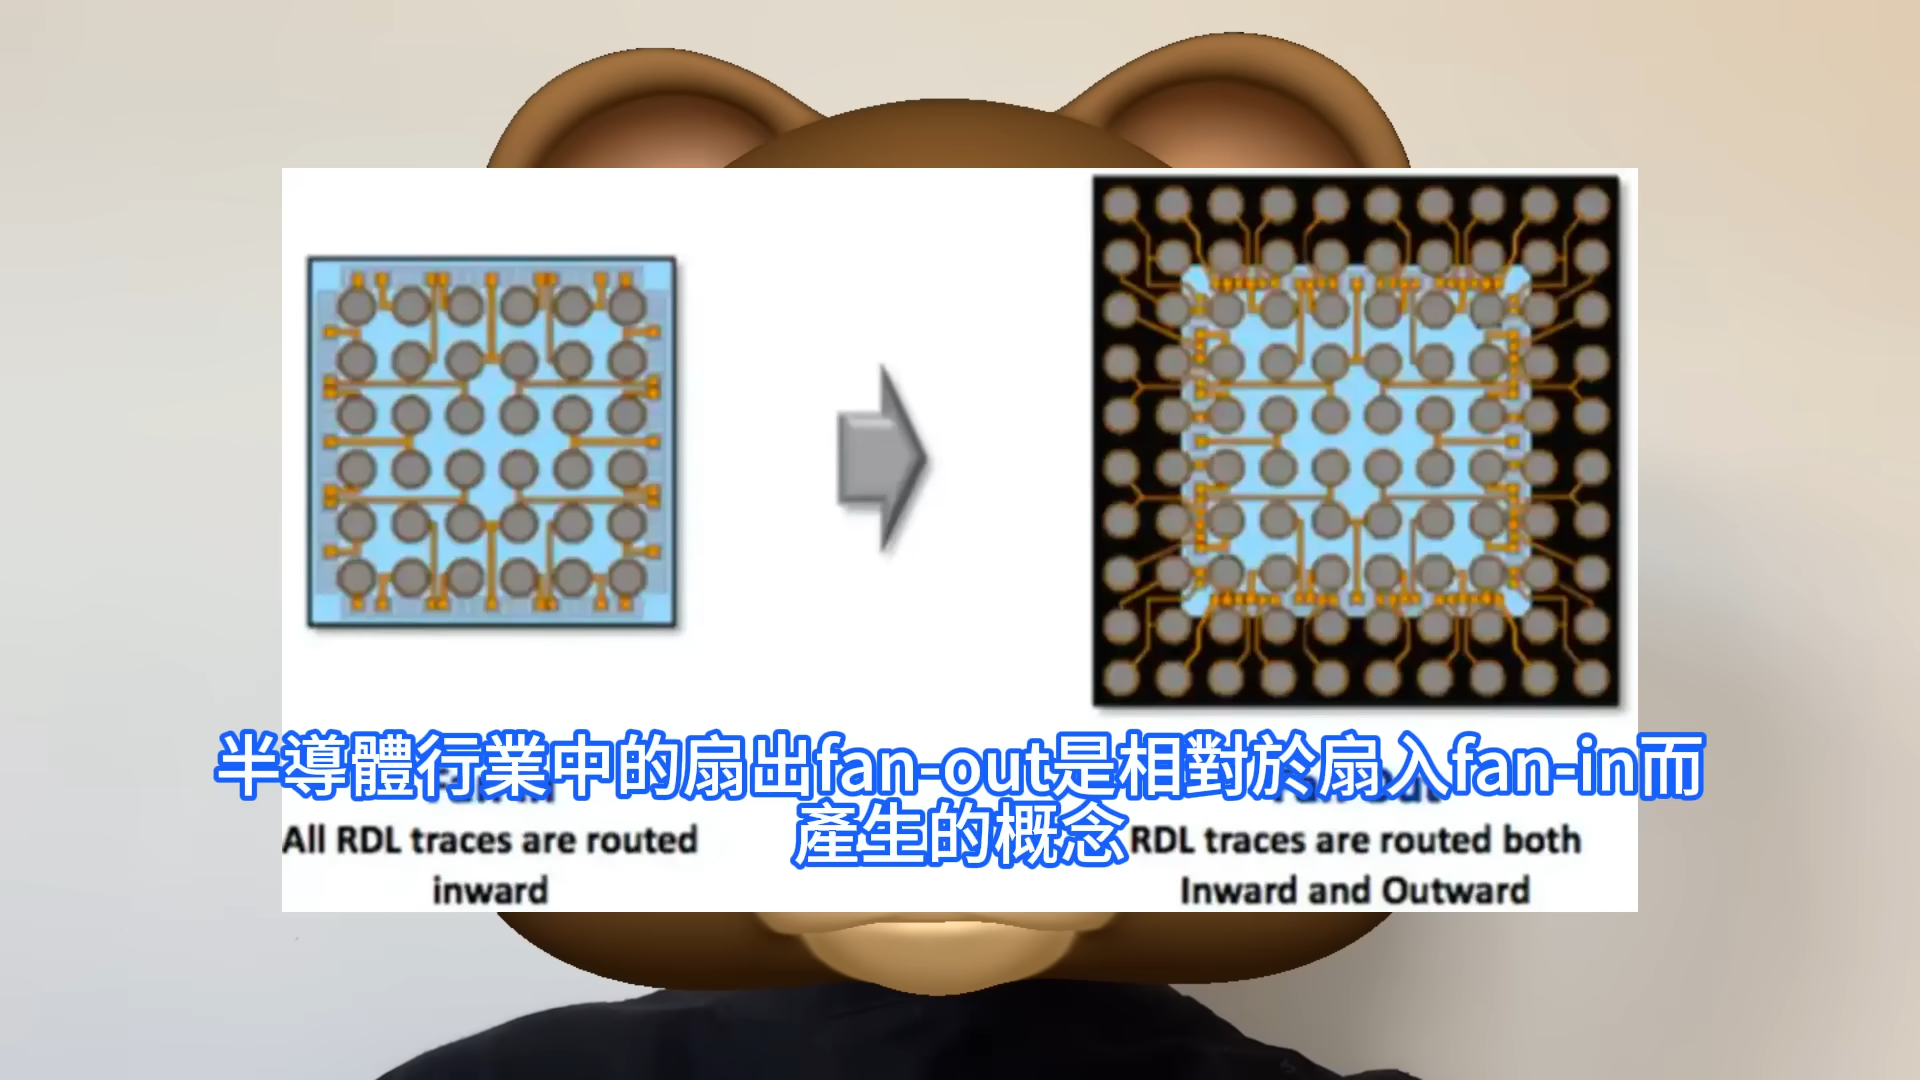 半導體行業中的扇出fan-out是相對於扇入fan-in而
產生的概念
All RDL traces are routed
inward
RDL traces are routed both
Inward and Outward